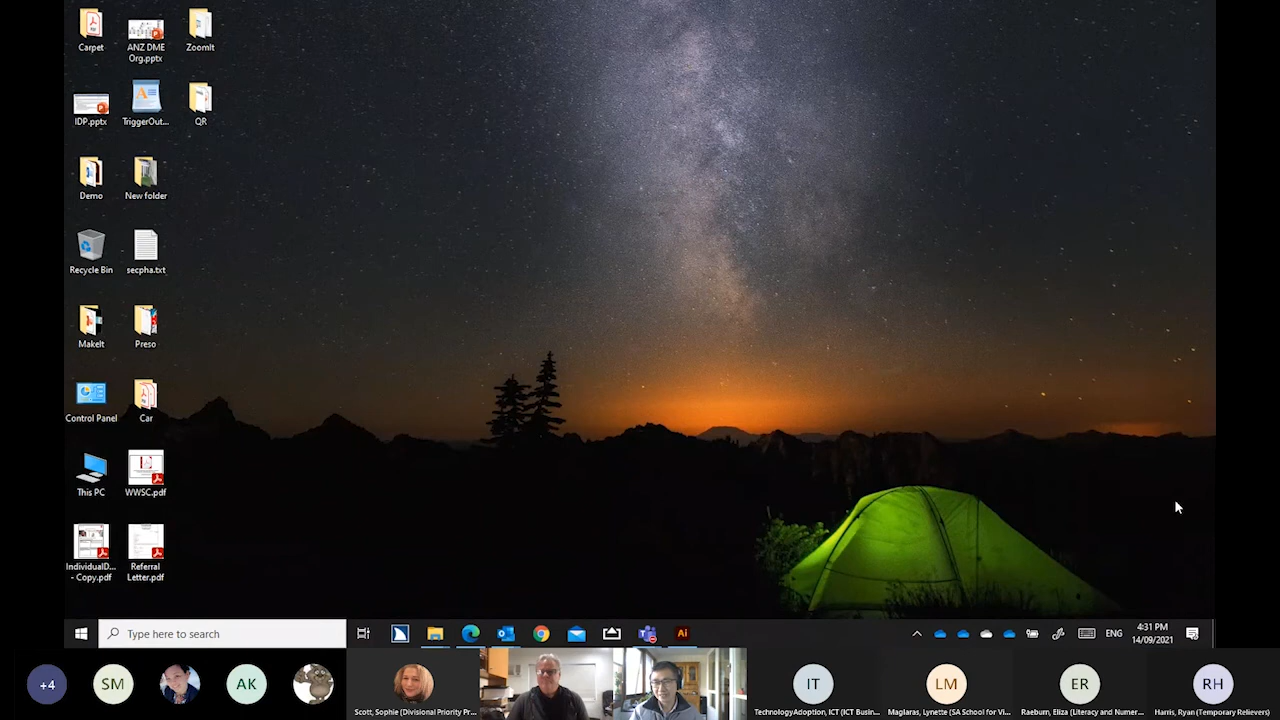 Carpet
ANZ DME
Org.pptx
ZoomIt
IDP.pptx
TriggerOut...
QR
Demo
New folder
Recycle Bin
secpha.txt
MakeIt
Preso
Control Panel
Car
This PC
WWSC.pdf
IndividualD...
- Copy.pdf
Referral
Letter.pdf
Type here to search
Ai
ENG
4:31 PM
14/09/2021
+4
SM
AK
IT
LM
ER
RH
Scott, Sophie (Divisional Priority Pr...
TechnologyAdoption, ICT (ICT Busin...
Maglaras, Lynette (SA School for Vi...
Raeburn, Eliza (Literacy and Numer...
Harris, Ryan (Temporary Relievers)